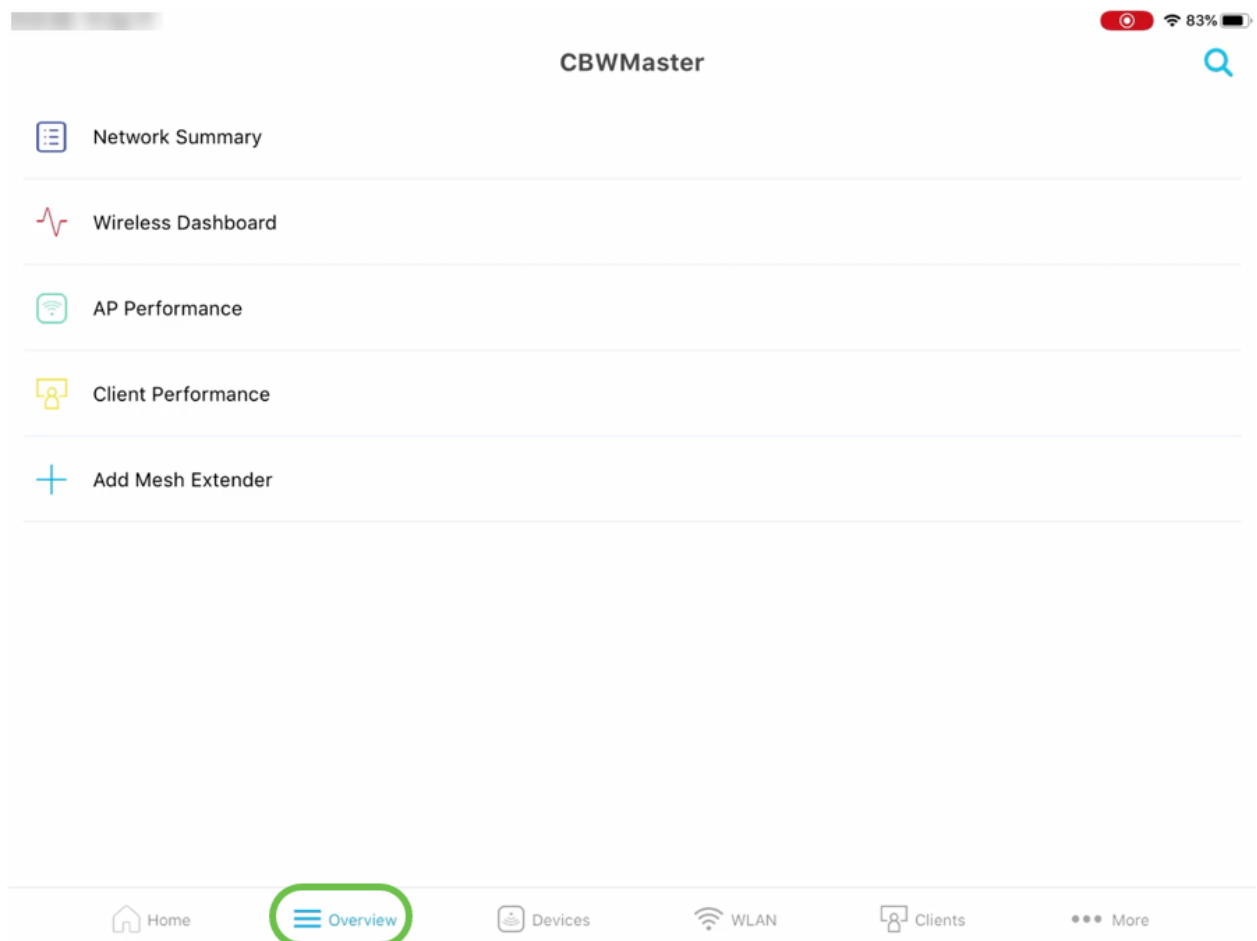 83%
CBWMaster
Network Summary
Wireless Dashboard
AP Performance
Client Performance
Add Mesh Extender
Home Overview Devices WLAN Clients More